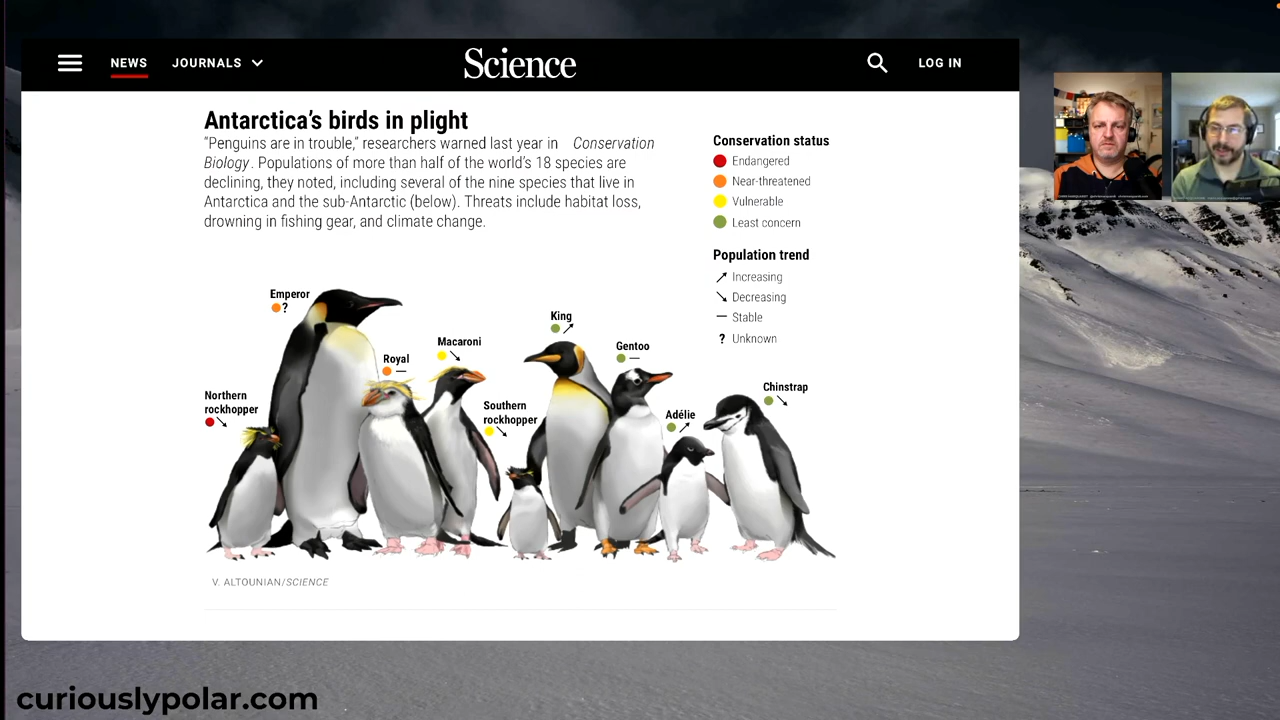 NEWS
JOURNALS
Science
LOG IN
Antarctica's birds in plight
“Penguins are in trouble,” researchers warned last year in Conservation
Biology. Populations of more than half of the world's 18 species are
declining, they noted, including several of the nine species that live in
Antarctica and the sub-Antarctic (below). Threats include habitat loss,
drowning in fishing gear, and climate change.
Conservation status
Endangered
Near-threatened
Vulnerable
Least concern
Population trend
Increasing
Decreasing
Stable
? Unknown
Emperor
?
Royal
Macaroni
Northern
rockhopper
Southern
rockhopper
King
Gentoo
Adélie
Chinstrap
V. ALTOUNIAN/SCIENCE
curiouslypolar.com